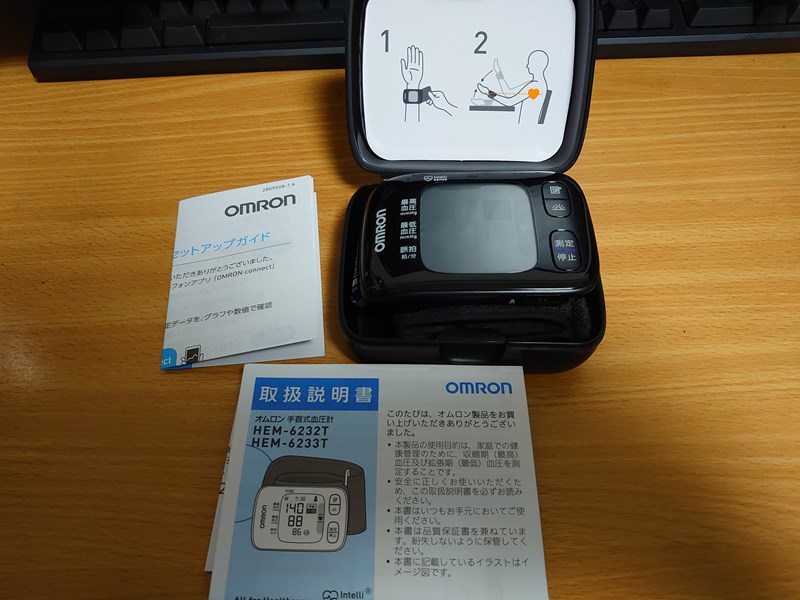 1
2
Intelli
sense
OMRON
最高
血圧
mmHg
最低
血圧
mmHg
脈拍
拍/分
測定
停止
2809508-7 A
OMRON
セットアップガイド
いただきありがとうございました。
フォンアプリ「OMRON connect」
定データを、グラフや数値で確認
ct
取扱説明書
オムロン 手首式血圧計
HEM-6232T
HEM-6233T
OMRON
140
88
86
All for Healthcare
Intelli
OMRON
このたびは、オムロン製品をお買
い上げいただきありがとうござい
ました。
・本製品の使用目的は、家庭での健
康管理のために、収縮期（最高）
血圧及び拡張期（最低）血圧を測
定することです。
・安全に正しくお使いいただくた
め、この取扱説明書を必ずお読み
ください。
・本書はいつもお手元においてご使
用ください。
・本書は品質保証書を兼ねていま
す。紛失しないように保管してく
ださい。
・本書に記載しているイラストはイ
メージ図です。